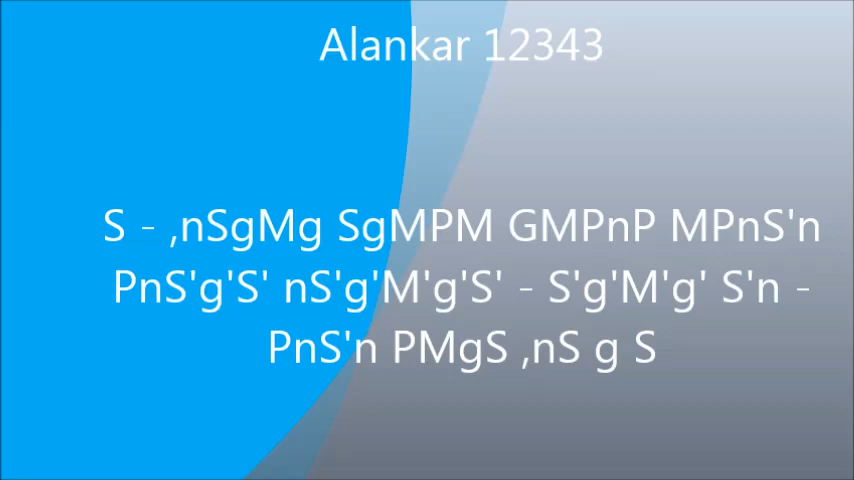 Alankar 12343
S - ,nSgMg SgMPM GMPnP MPnS'n
PnS'g'S' nS'g'M'g'S' - S'g'M'g' S'n -
PnS'n PMgS ,nS g S